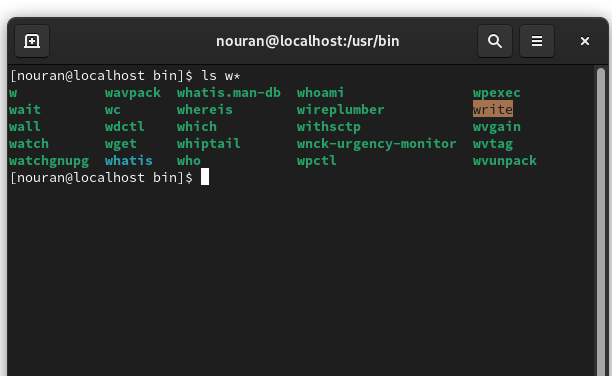 nouran@localhost:/usr/bin
[nouran@localhost bin]$ ls w*
w wavpack whatis.man-db whoami wpexec
wait wc whereis wireplumber write
wall wdctl which withsctp wvgain
watch wget whiptail wnck-urgency-monitor wvtag
watchgnupg whatis who wpctl wvunpack
[nouran@localhost bin]$